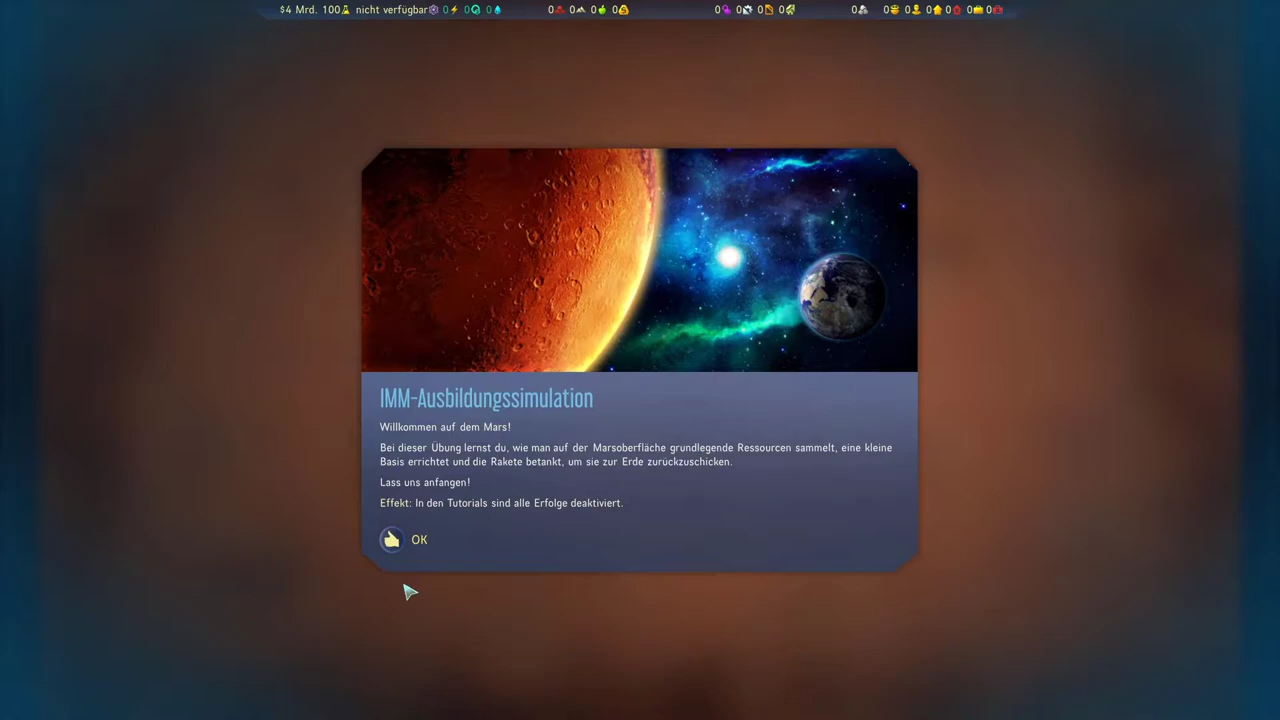 $4 Mrd. 100 nicht verfügbar 0 0 0 0 0 0 0 0 0 0 0 0 0 0 0 0 0 0
IMM-Ausbildungssimulation
Willkommen auf dem Mars!
Bei dieser Übung lernst du, wie man auf der Marsoberfläche grundlegende Ressourcen sammelt, eine kleine
Basis errichtet und die Rakete betankt, um sie zur Erde zurückzuschicken.
Lass uns anfangen!
Effekt: In den Tutorials sind alle Erfolge deaktiviert.
OK